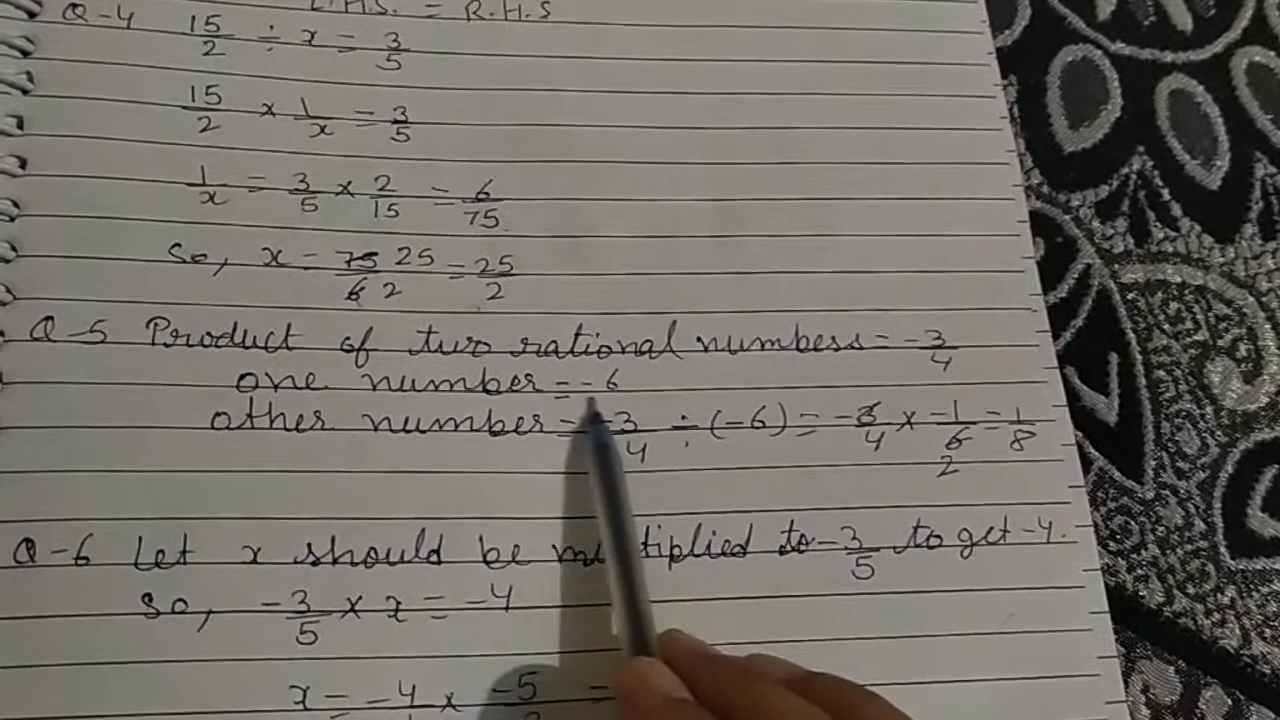 L.H.S. = R.H.S
Q-4 15/2 ÷ x = 3/5
15/2 × 1/x = 3/5
1/x = 3/5 × 2/15 = 6/75
So, x - 75 25/6 2 = 25/2
Q-5 Product of two rational numbers = -3/4
one number = -6
other number = -3/4 ÷ (-6) = -3/4 × -1/6 2 = 1/8
Q-6 Let x should be multiplied to -3/5 to get -4.
So, -3/5 × x = -4
x = -4/1 × -5/3 =